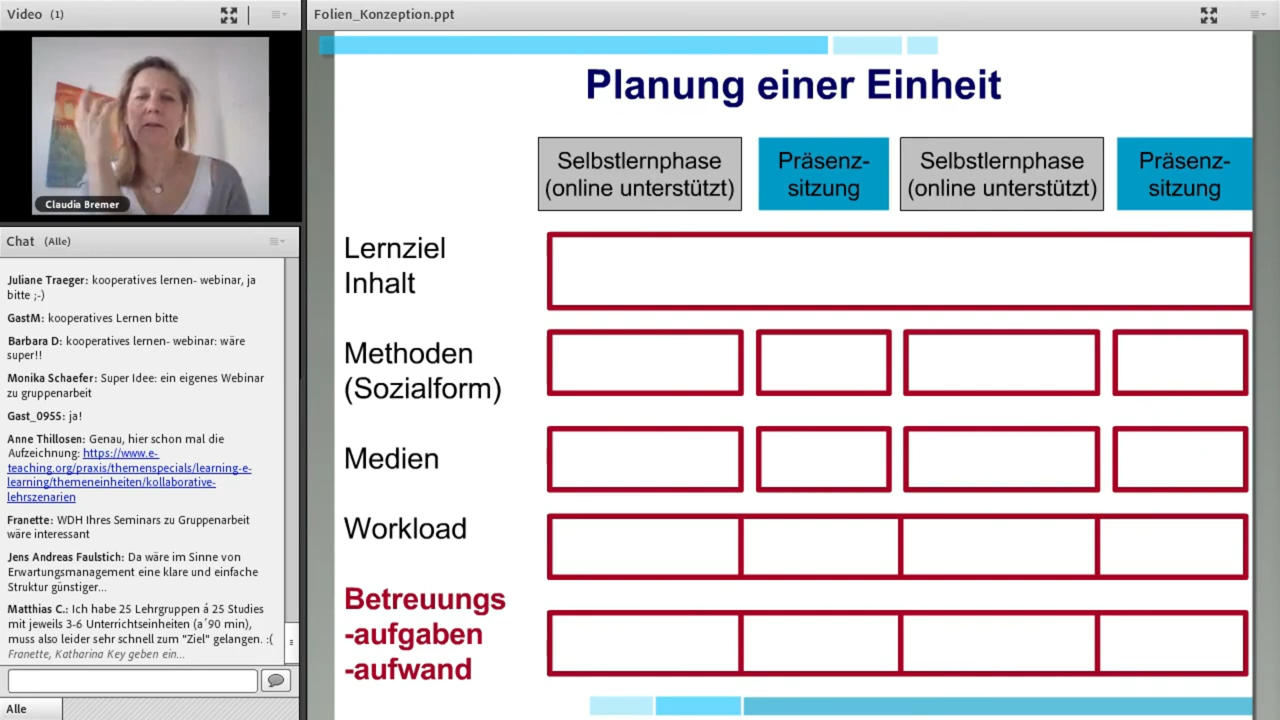 Video (1)
Folien_Konzeption.ppt
Claudia Bremer
Chat (Alle)
Juliane Traeger: kooperatives lernen- webinar, ja
bitte ;-)
GastM: kooperatives Lernen bitte
Barbara D: kooperatives lernen- webinar: wäre
super!!
Monika Schaefer: Super Idee: ein eigenes Webinar
zu gruppenarbeit
Gast_0955: ja!
Anne Thillosen: Genau, hier schon mal die
Aufzeichnung: https://www.e-
teaching.org/praxis/themenspecials/learning-e-
learning/themeneinheiten/kollaborative-
lehrszenarien
Franette: WDH Ihres Seminars zu Gruppenarbeit
wäre interessant
Jens Andreas Faulstich: Da wäre im Sinne von
Erwartungsmanagement eine klare und einfache
Struktur günstiger...
Matthias C.: Ich habe 25 Lehrgruppen á 25 Studies
mit jeweils 3-6 Unterrichtseinheiten (a´90 min),
muss also leider sehr schnell zum "Ziel" gelangen. :(
Franette, Katharina Key geben ein...
Alle
Planung einer Einheit
Selbstlernphase
(online unterstützt)
Präsenz-
sitzung
Selbstlernphase
(online unterstützt)
Präsenz-
sitzung
Lernziel
Inhalt
Methoden
(Sozialform)
Medien
Workload
Betreuungs
-aufgaben
-aufwand